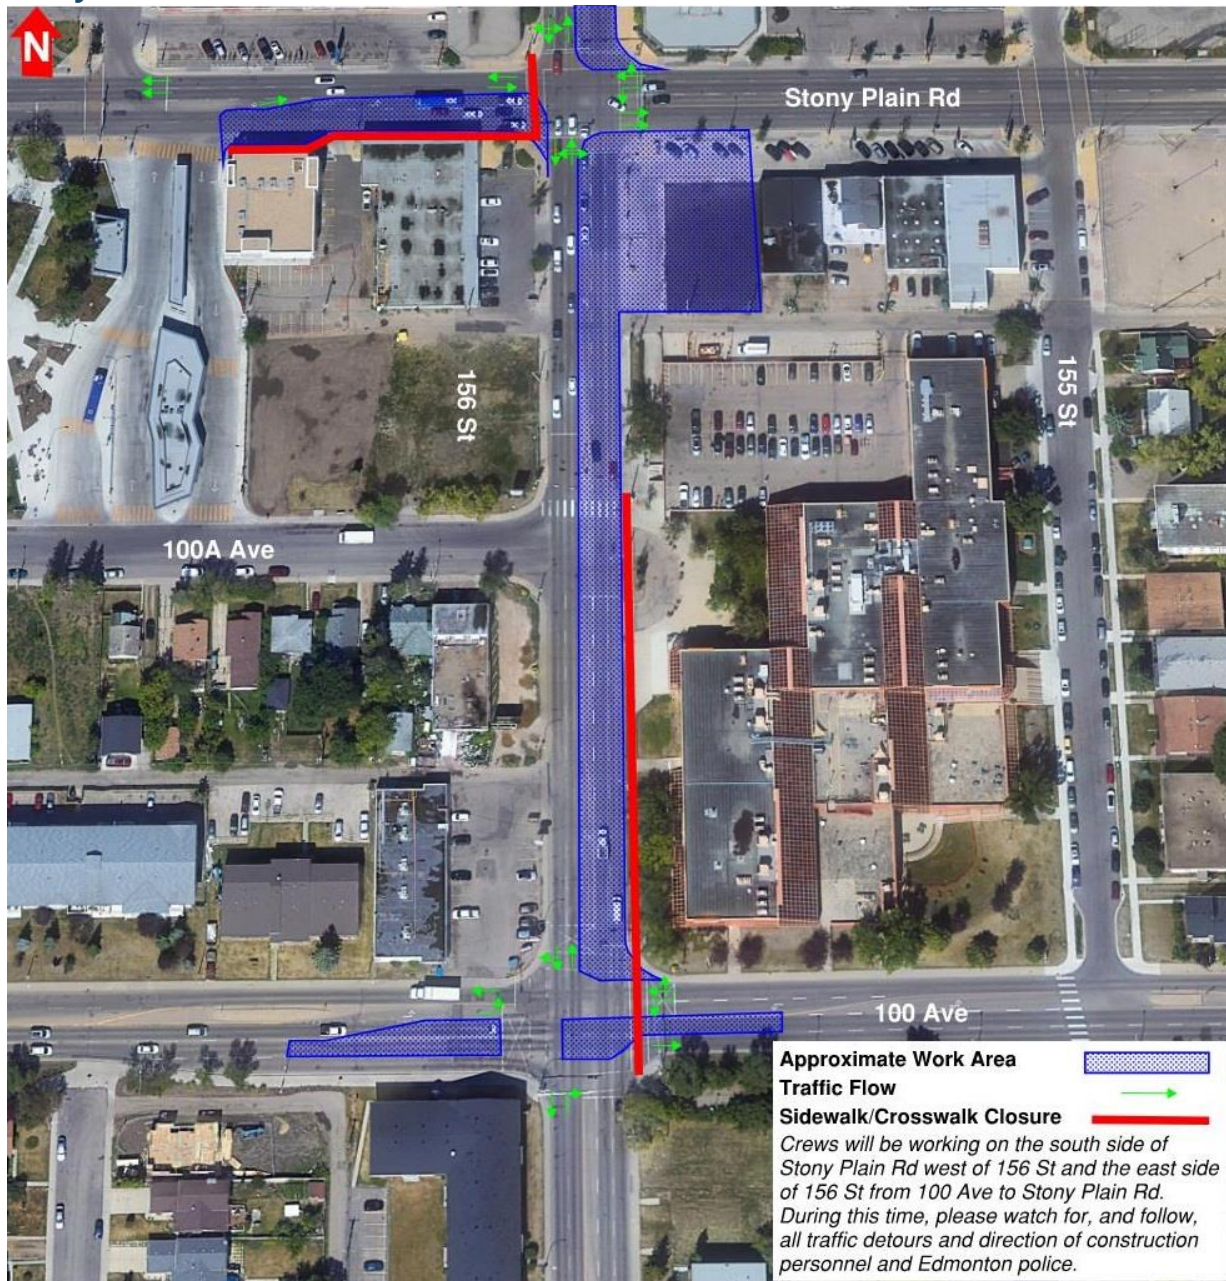 N
Stony Plain Rd
156 St
155 St
100A Ave
100 Ave
Approximate Work Area
Traffic Flow
Sidewalk/Crosswalk Closure
Crews will be working on the south side of
Stony Plain Rd west of 156 St and the east side
of 156 St from 100 Ave to Stony Plain Rd.
During this time, please watch for, and follow,
all traffic detours and direction of construction
personnel and Edmonton police.